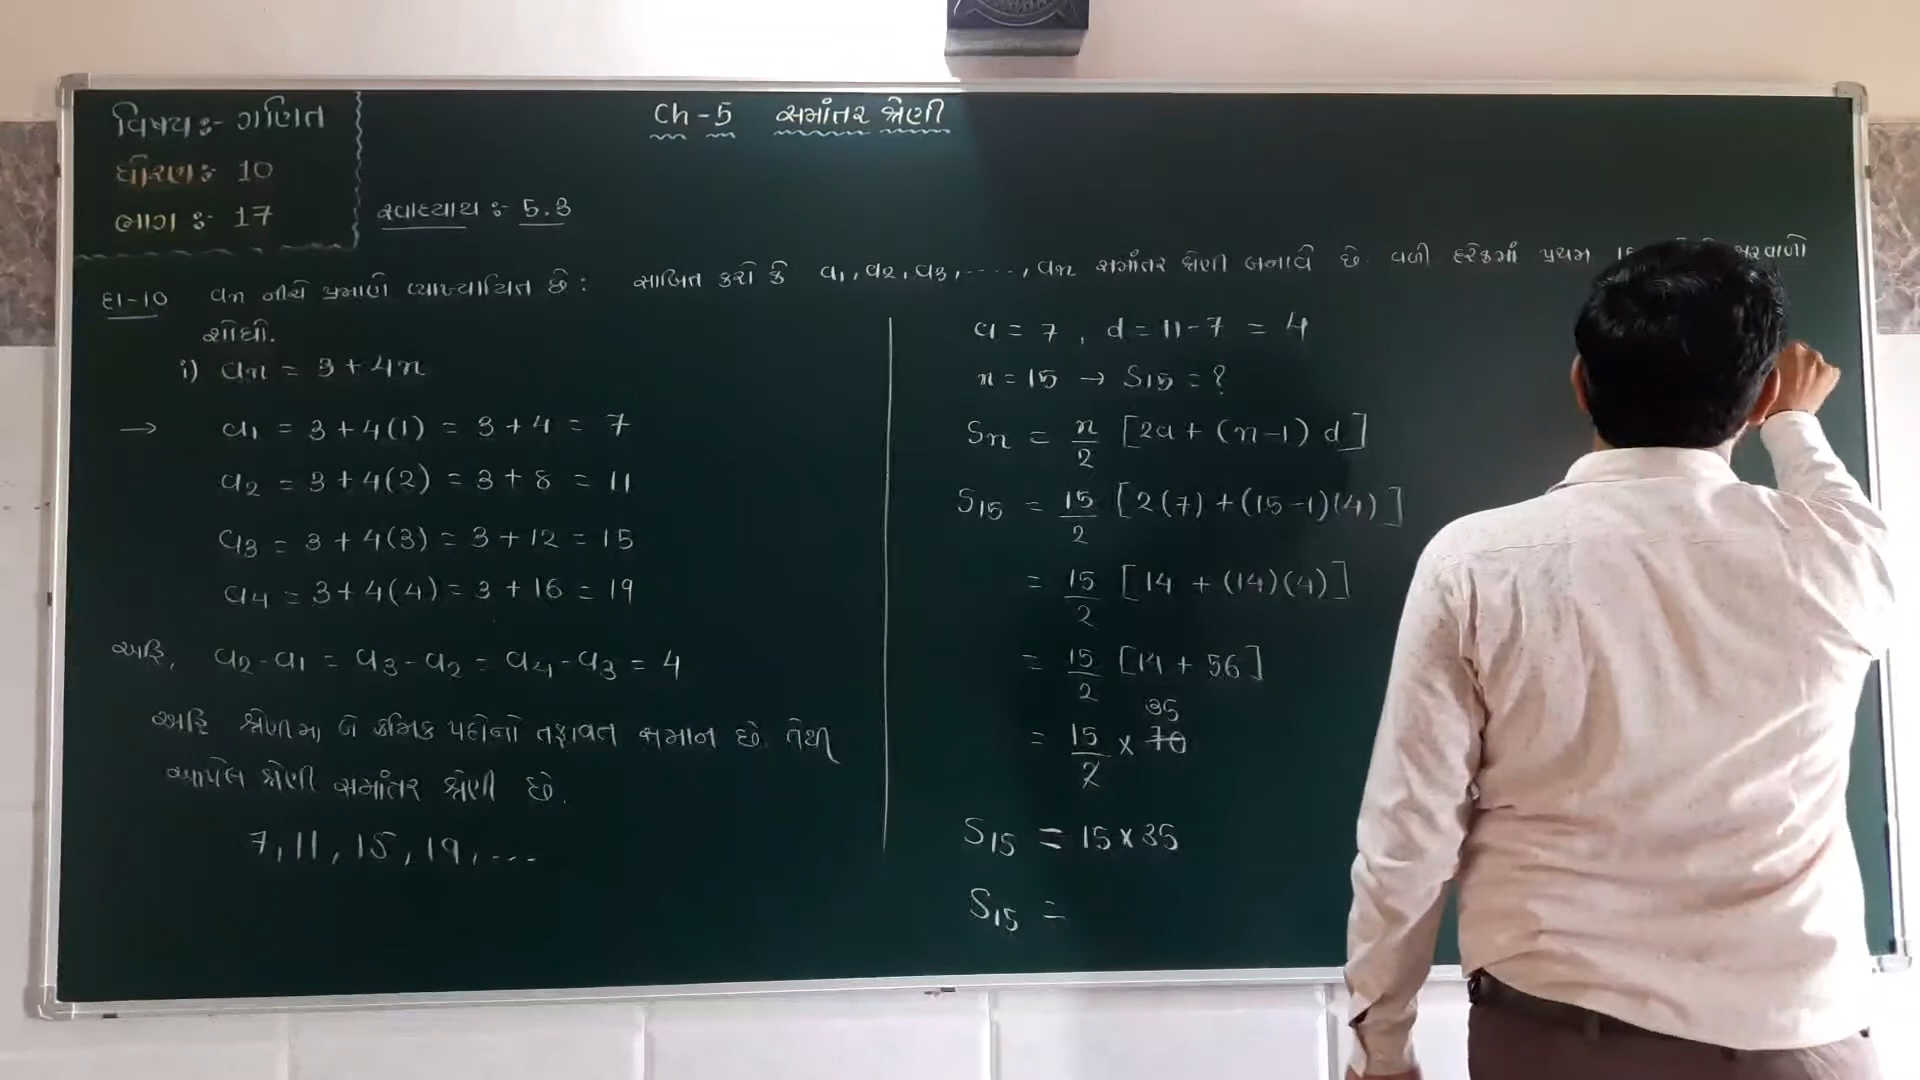 વિષય :- ગણિત
ધોરણ :- 10
ભાગ :- 17
Ch - 5 સમાંતર શ્રેણી
સ્વાધ્યાય :- 5.3
દા-10 an નીચે પ્રમાણે વ્યાખ્યાયિત છે : સાબિત કરો કે a1, a2, a3, ....., an સમાંતર શ્રેણી બનાવે છે. વળી દરેકમાં પ્રથમ સરવાળો
શોધો.
i) an = 3 + 4n
→ a1 = 3 + 4(1) = 3 + 4 = 7
a2 = 3 + 4(2) = 3 + 8 = 11
a3 = 3 + 4(3) = 3 + 12 = 15
a4 = 3 + 4(4) = 3 + 16 = 19
અહિ, a2 - a1 = a3 - a2 = a4 - a3 = 4
અહિ શ્રેણીમાં બે ક્રમિક પદોનો તફાવત સમાન છે. તેથી
આપેલ શ્રેણી સમાંતર શ્રેણી છે.
7, 11, 15, 19, ...
a = 7, d = 11 - 7 = 4
n = 15 → S15 = ?
Sn = n/2 [2a + (n-1) d]
S15 = 15/2 [2(7) + (15-1)(4)]
= 15/2 [14 + (14)(4)]
= 15/2 [14 + 56]
35
= 15/2 × 70
S15 = 15 × 35
S15 =